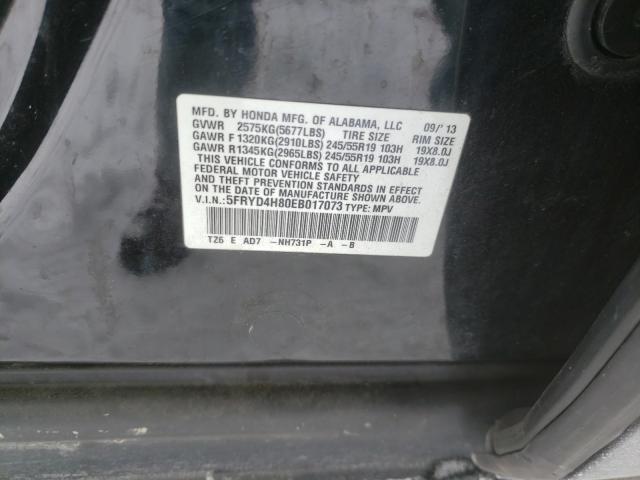 MFD. BY HONDA MFG. OF ALABAMA, LLC 09/'13
GVWR 2575KG(5677LBS) TIRE SIZE RIM SIZE
GAWR F 1320KG(2910LBS) 245/55R19 103H 19X8.0J
GAWR R1345KG(2965LBS) 245/55R19 103H 19X8.0J
THIS VEHICLE CONFORMS TO ALL APPLICABLE
FEDERAL MOTOR VEHICLE SAFETY
AND THEFT PREVENTION STANDARDS IN EFFECT
ON THE DATE OF MANUFACTURE SHOWN ABOVE.
V.I.N.:5FRYD4H80EB017073 TYPE: MPV
TZ6 E AD7 -NH731P -A -B